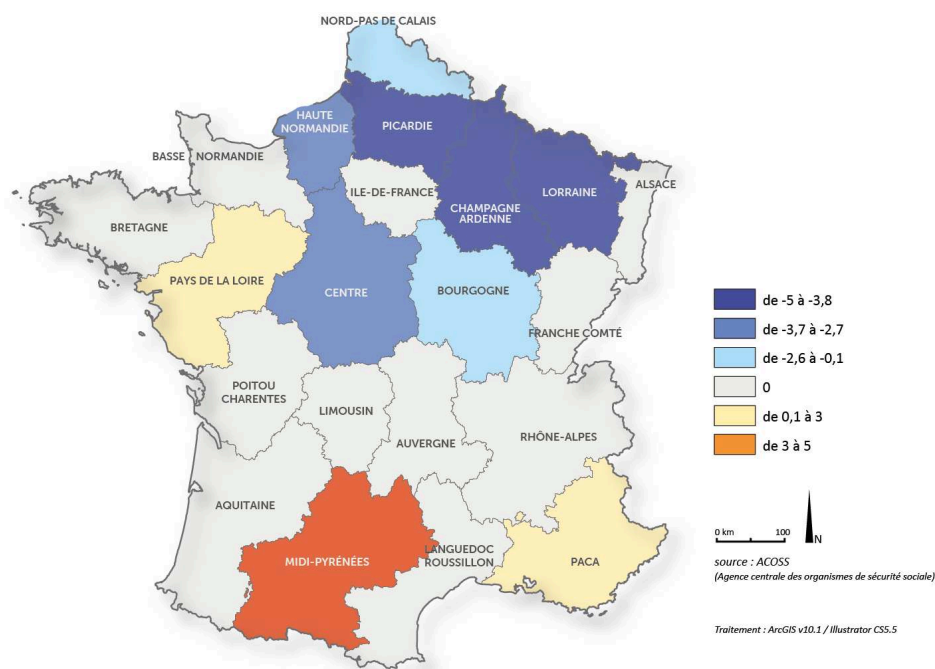 NORD-PAS DE CALAIS
HAUTE
NORMANDIE
PICARDIE
BASSE NORMANDIE
ILE-DE-FRANCE
CHAMPAGNE
ARDENNE
LORRAINE
ALSACE
BRETAGNE
PAYS DE LA LOIRE
CENTRE
BOURGOGNE
FRANCHE COMTÉ
POITOU
CHARENTES
LIMOUSIN
AUVERGNE
RHÔNE-ALPES
AQUITAINE
MIDI-PYRÉNÉES
LANGUEDOC
ROUSSILLON
PACA
de -5 à -3,8
de -3,7 à -2,7
de -2,6 à -0,1
0
de 0,1 à 3
de 3 à 5
0 km 100
N
source : ACOSS
(Agence centrale des organismes de sécurité sociale)
Traitement : ArcGIS v10.1 / Illustrator CS5.5